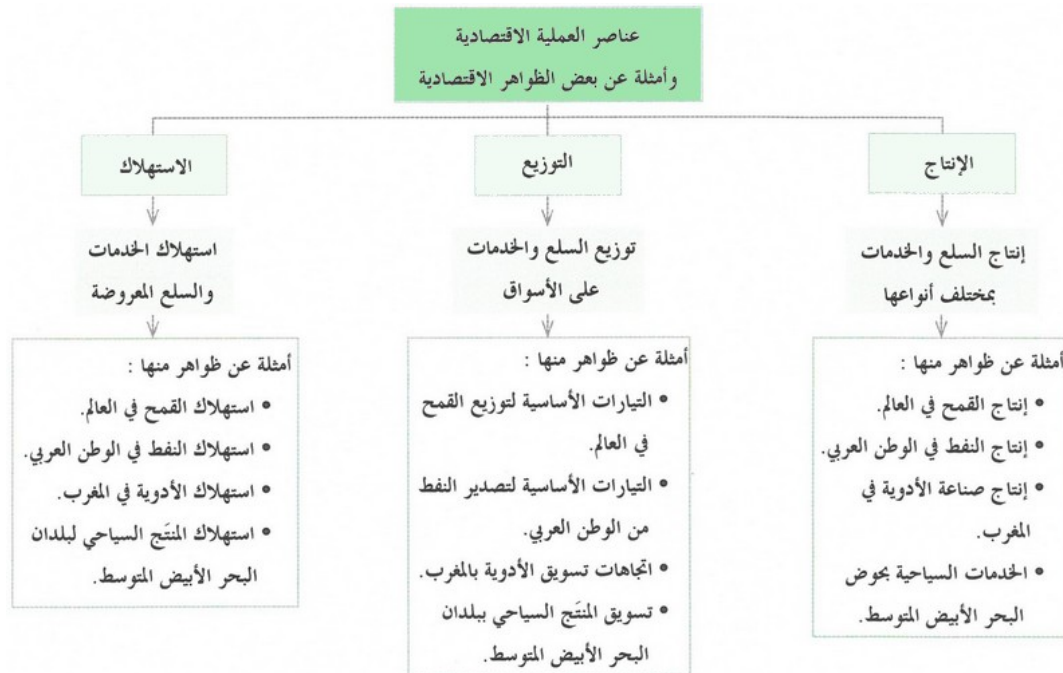 عناصر العملية الاقتصادية
وأمثلة عن بعض الظواهر الاقتصادية
الإنتاج
إنتاج السلع والخدمات
بمختلف أنواعها
أمثلة عن ظواهر منها :
• إنتاج القمح في العالم.
• إنتاج النفط في الوطن العربي.
• إنتاج صناعة الأدوية في
المغرب.
• الخدمات السياحية بحوض
البحر الأبيض المتوسط.
التوزيع
توزيع السلع والخدمات
على الأسواق
أمثلة عن ظواهر منها :
• التيارات الأساسية لتوزيع القمح
في العالم.
• التيارات الأساسية لتصدير النفط
من الوطن العربي.
• اتجاهات تسويق الأدوية بالمغرب.
• تسويق المنتَج السياحي ببلدان
البحر الأبيض المتوسط.
الاستهلاك
استهلاك الخدمات
والسلع المعروضة
أمثلة عن ظواهر منها :
• استهلاك القمح في العالم.
• استهلاك النفط في الوطن العربي.
• استهلاك الأدوية في المغرب.
• استهلاك المنتَج السياحي لبلدان
البحر الأبيض المتوسط.